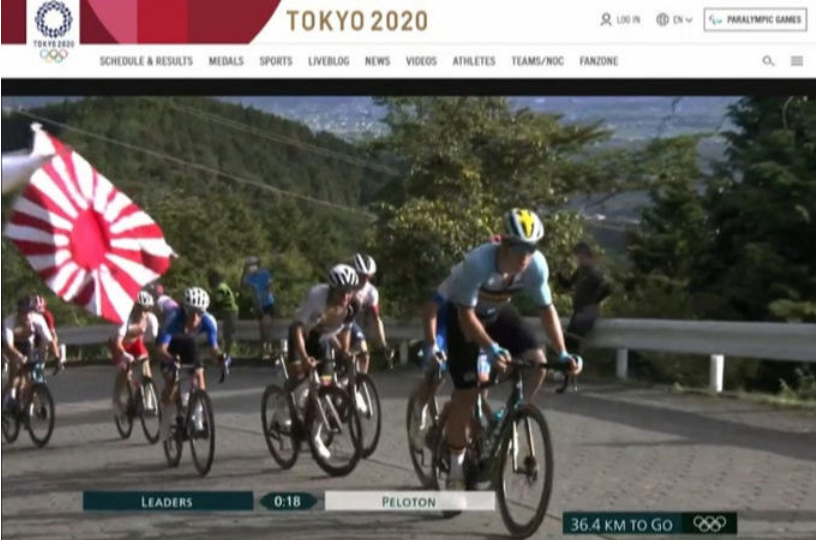 TOKYO 2020
TOKYO 2020
LOG IN
EN
PARALYMPIC GAMES
SCHEDULE & RESULTS MEDALS SPORTS LIVEBLOG NEWS VIDEOS ATHLETES TEAMS/NOC FANZONE
LEADERS 0:18 PELOTON
36.4 KM TO GO